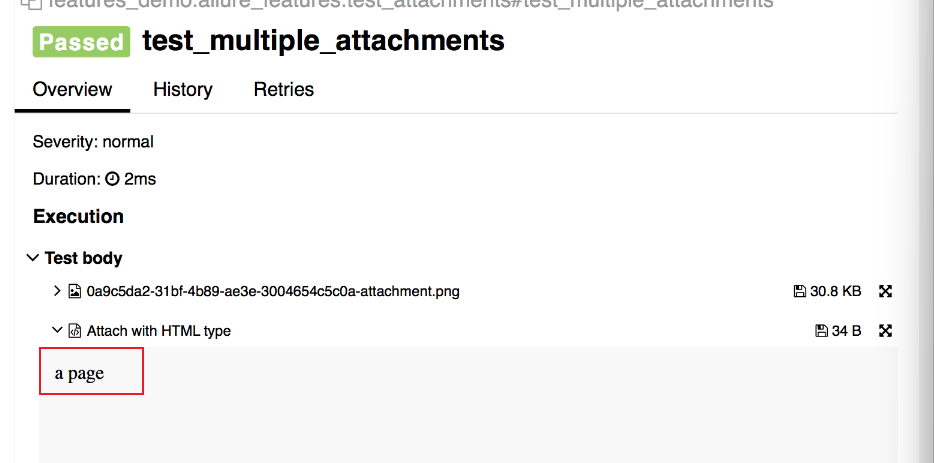 features_demo.allure_features.test_attachments#test_multiple_attachments
Passed test_multiple_attachments
Overview History Retries
Severity: normal
Duration: 2ms
Execution
Test body
0a9c5da2-31bf-4b89-ae3e-3004654c5c0a-attachment.png 30.8 KB
Attach with HTML type 34 B
a page